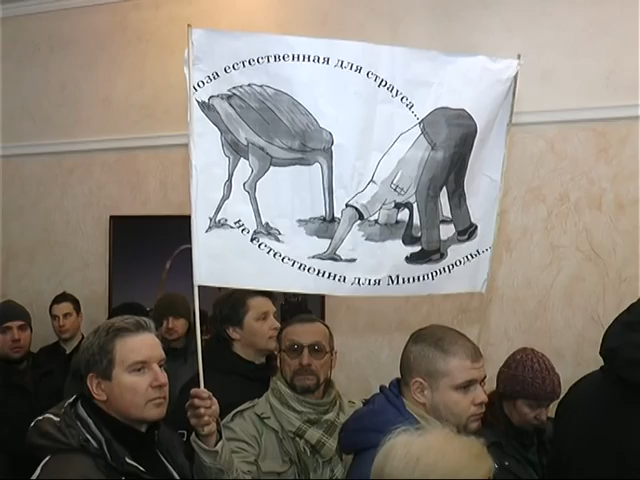 поза естественная для страуса...
не естественна для Минприроды...